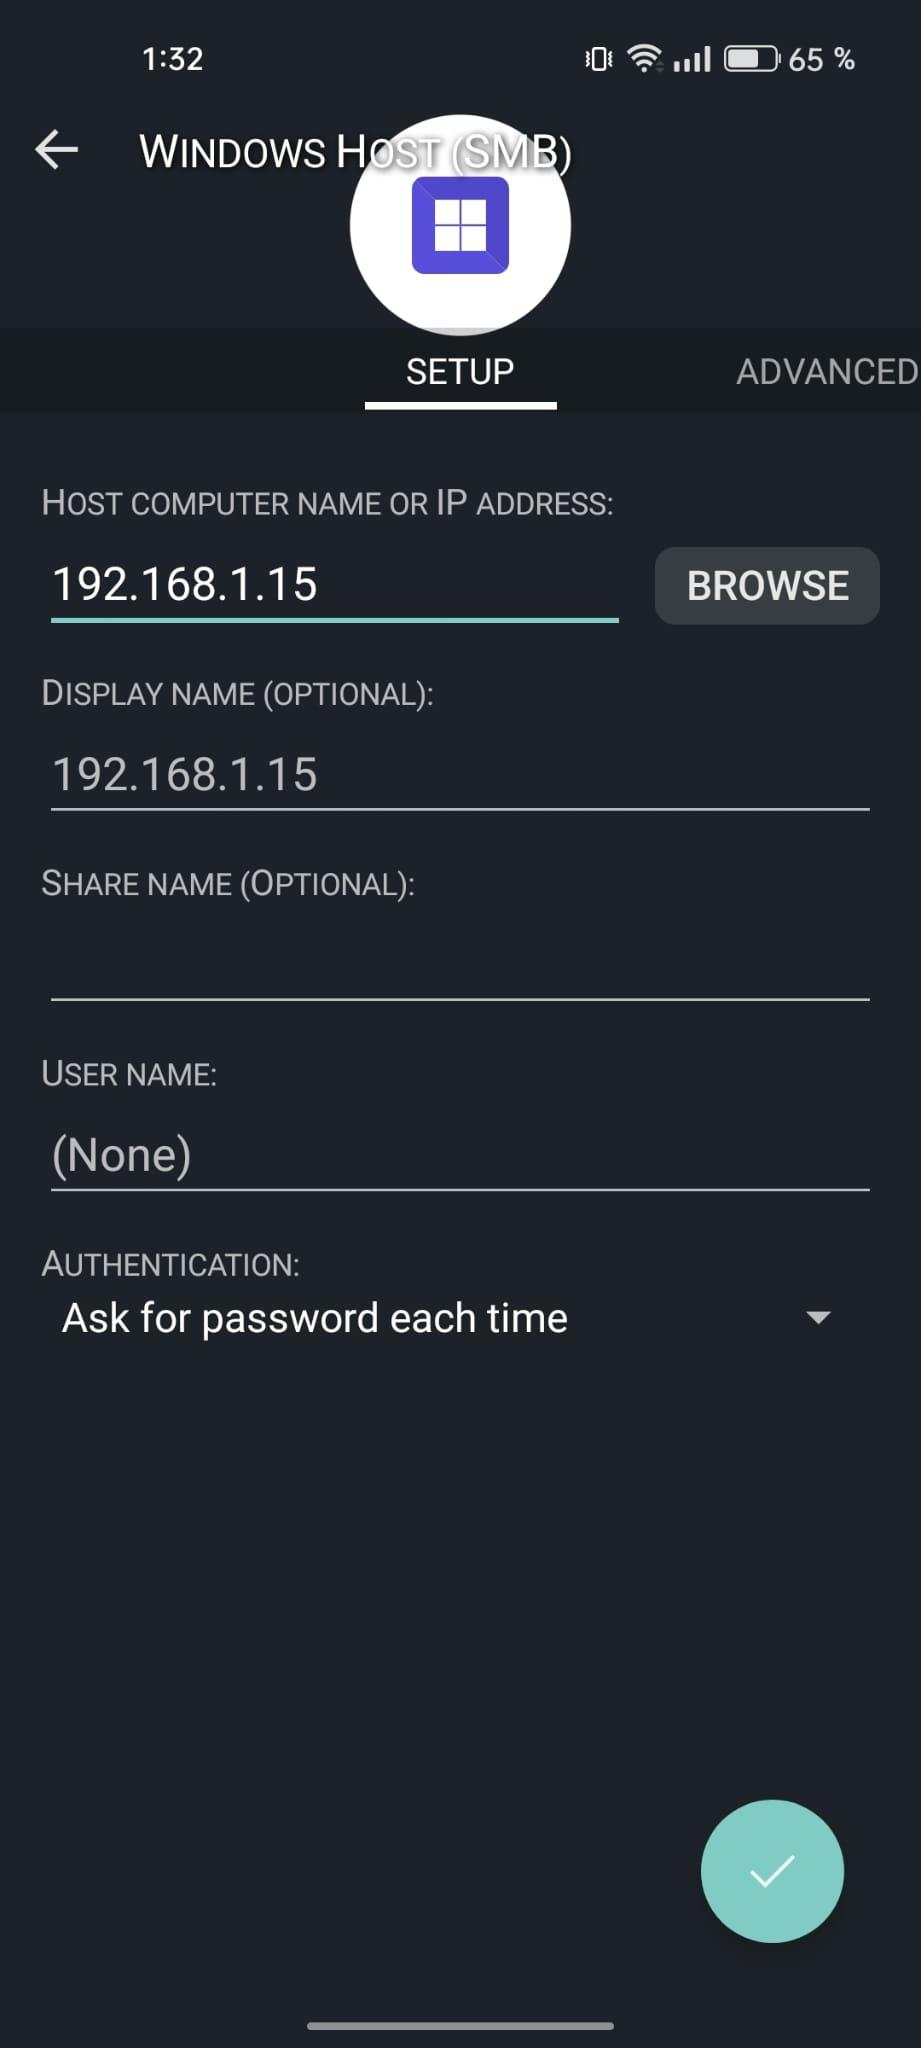 1:32
65 %
Windows Host (SMB)
SETUP
ADVANCED
Host computer name or IP address:
192.168.1.15
BROWSE
Display name (optional):
192.168.1.15
Share name (Optional):
User name:
(None)
Authentication:
Ask for password each time